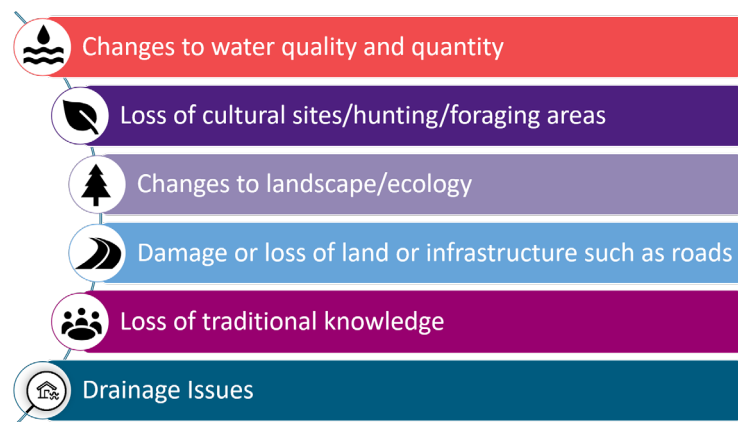 Changes to water quality and quantity
Loss of cultural sites/hunting/foraging areas
Changes to landscape/ecology
Damage or loss of land or infrastructure such as roads
Loss of traditional knowledge
Drainage Issues